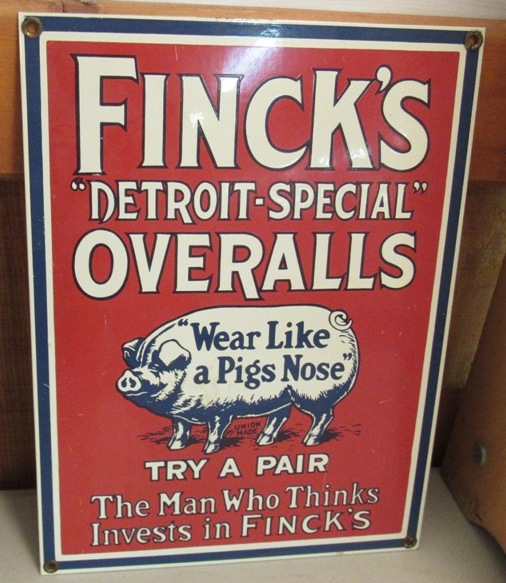 FINCK'S
"DETROIT-SPECIAL"
OVERALLS
"Wear Like
a Pigs Nose"
UNION
MADE
TRY A PAIR
The Man Who Thinks
Invests in FINCK'S